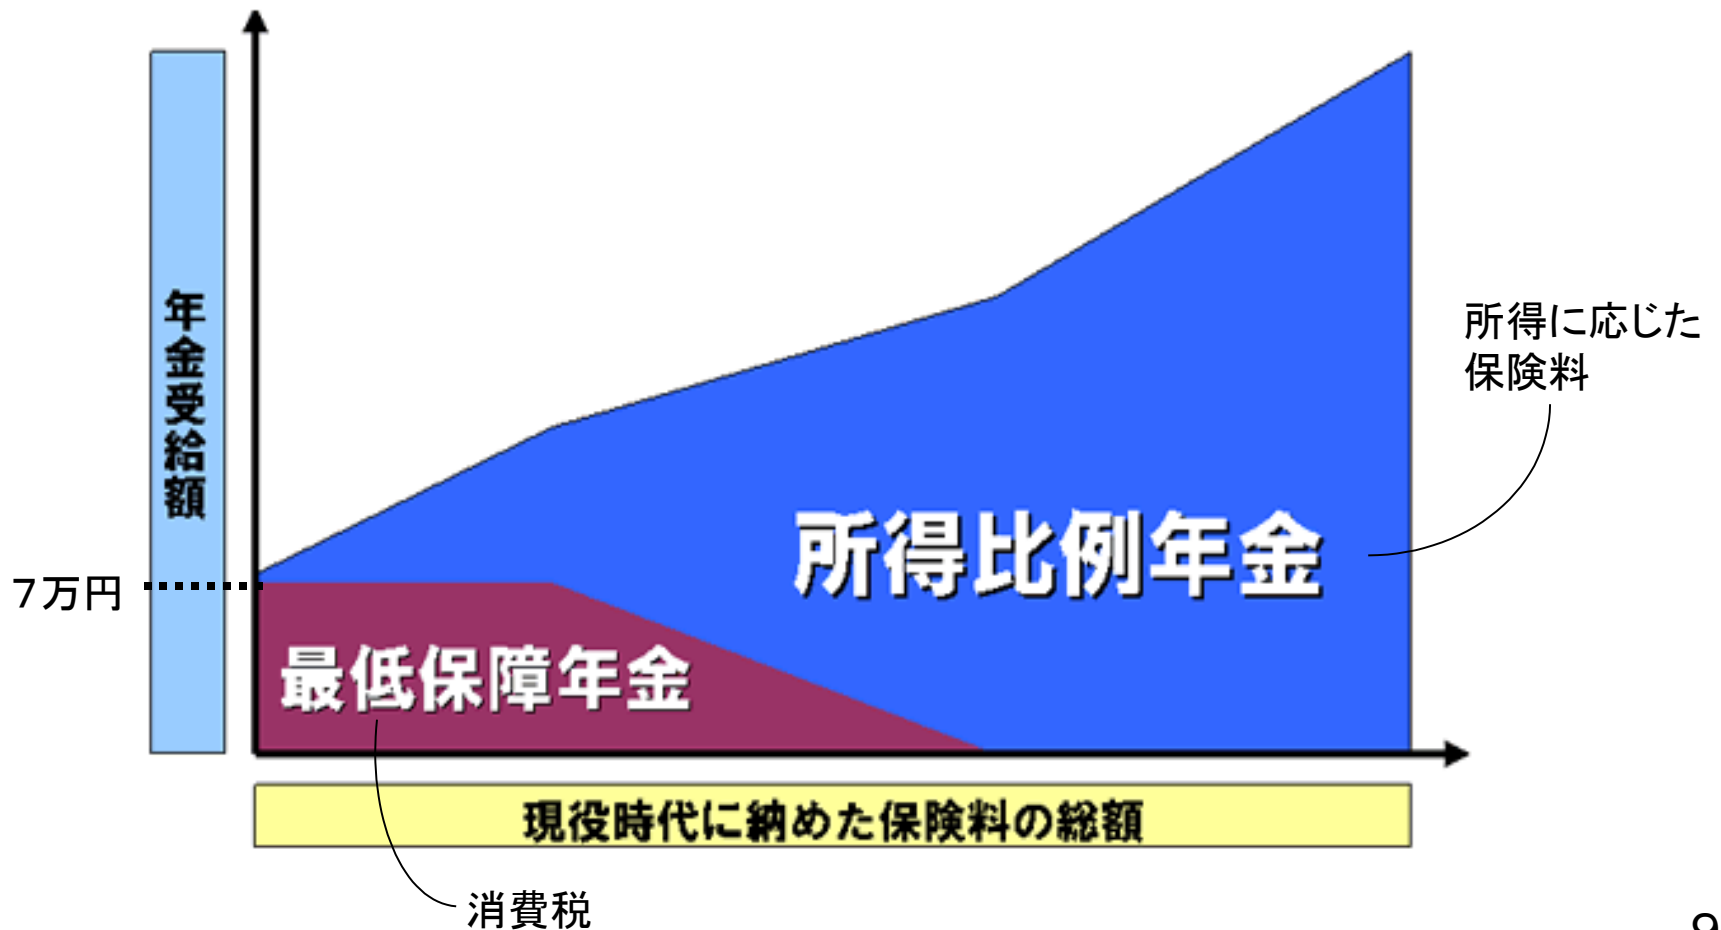 年金受給額
所得に応じた
保険料
所得比例年金
7万円
最低保障年金
現役時代に納めた保険料の総額
消費税
9